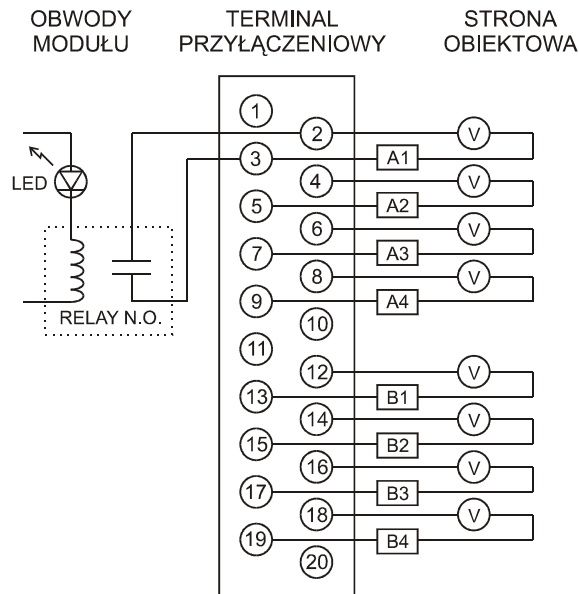 OBWODY MODUŁU
TERMINAL PRZYŁĄCZENIOWY
STRONA OBIEKTOWA
1
2 V
3 A1
4 V
LED
5 A2
6 V
7 A3
8 V
9 A4
RELAY N.O.
10
11
12 V
13 B1
14 V
15 B2
16 V
17 B3
18 V
19 B4
20